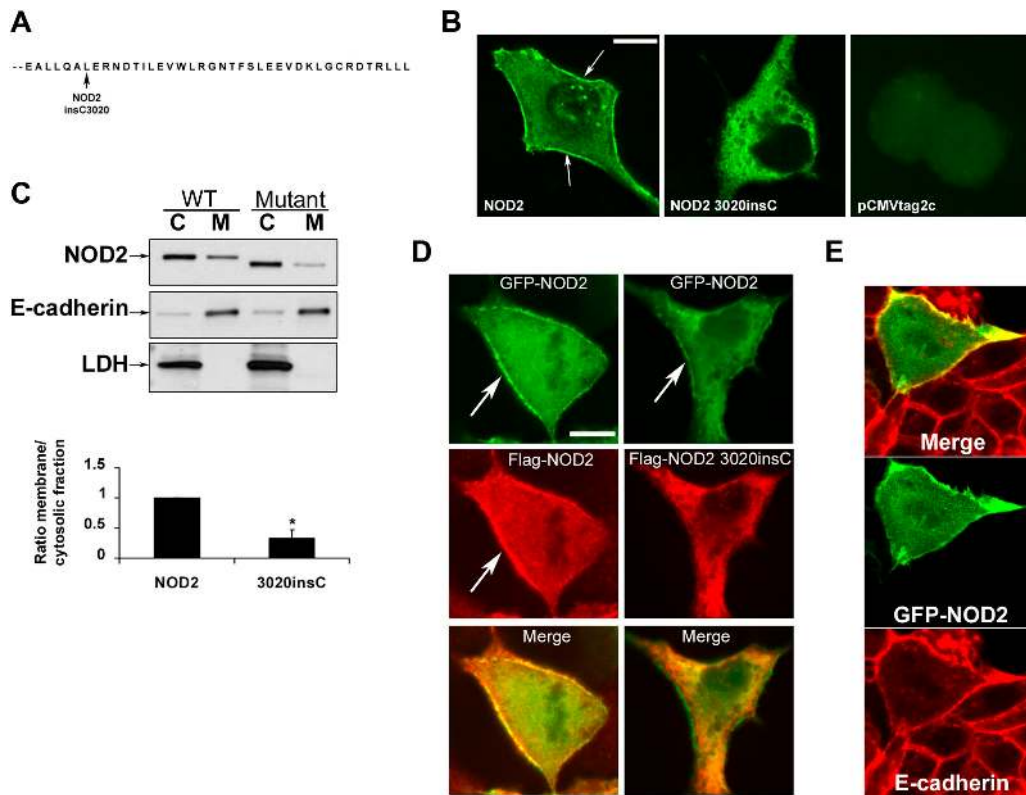 A
--EALLQALERNDTILEVWLRGNTFSLEEVDKLGCRDTRLLL
NOD2
insC3020
B
NOD2
NOD2 3020insC
pCMVtag2c
C
WT Mutant
C M C M
NOD2
E-cadherin
LDH
Ratio membrane/
cytosolic fraction
1.5
1
0.5
0
*
NOD2 3020insC
D
GFP-NOD2 GFP-NOD2
Flag-NOD2 Flag-NOD2 3020insC
Merge Merge
E
Merge
GFP-NOD2
E-cadherin